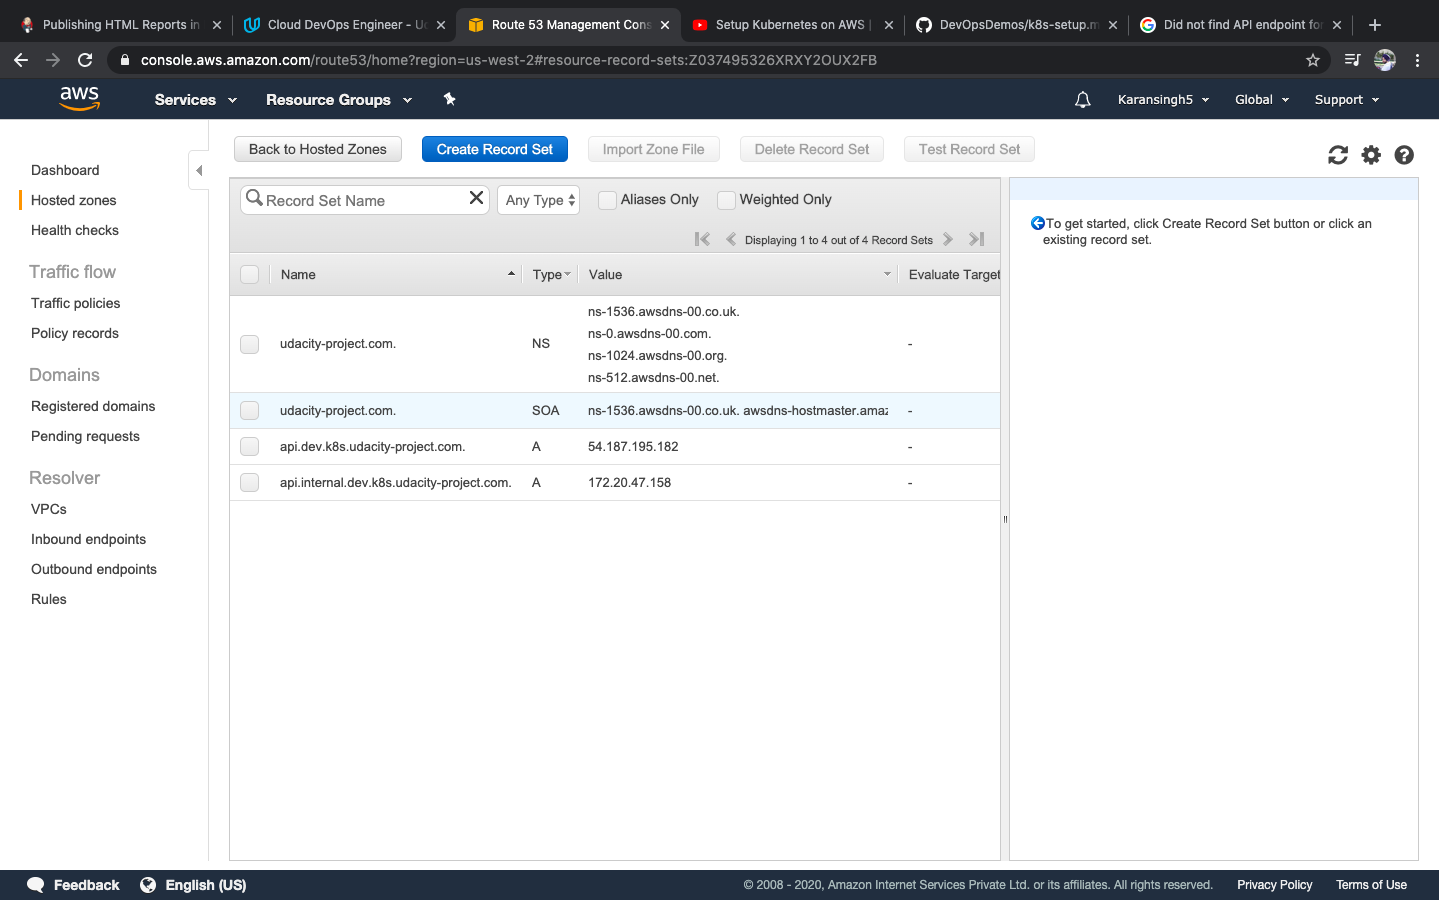 Publishing HTML Reports in
Cloud DevOps Engineer - Ud
Route 53 Management Cons
Setup Kubernetes on AWS |
DevOpsDemos/k8s-setup.m
Did not find API endpoint for
console.aws.amazon.com/route53/home?region=us-west-2#resource-record-sets:Z037495326XRXY2OUX2FB
aws
Services
Resource Groups
Karansingh5
Global
Support
Dashboard
Hosted zones
Health checks
Traffic flow
Traffic policies
Policy records
Domains
Registered domains
Pending requests
Resolver
VPCs
Inbound endpoints
Outbound endpoints
Rules
Back to Hosted Zones
Create Record Set
Import Zone File
Delete Record Set
Test Record Set
Record Set Name
Any Type
Aliases Only
Weighted Only
Displaying 1 to 4 out of 4 Record Sets
Name Type Value Evaluate Target
ns-1536.awsdns-00.co.uk.
ns-0.awsdns-00.com.
udacity-project.com. NS -
ns-1024.awsdns-00.org.
ns-512.awsdns-00.net.
udacity-project.com. SOA ns-1536.awsdns-00.co.uk. awsdns-hostmaster.amaz -
api.dev.k8s.udacity-project.com. A 54.187.195.182 -
api.internal.dev.k8s.udacity-project.com. A 172.20.47.158 -
To get started, click Create Record Set button or click an
existing record set.
Feedback
English (US)
© 2008 - 2020, Amazon Internet Services Private Ltd. or its affiliates. All rights reserved.
Privacy Policy
Terms of Use